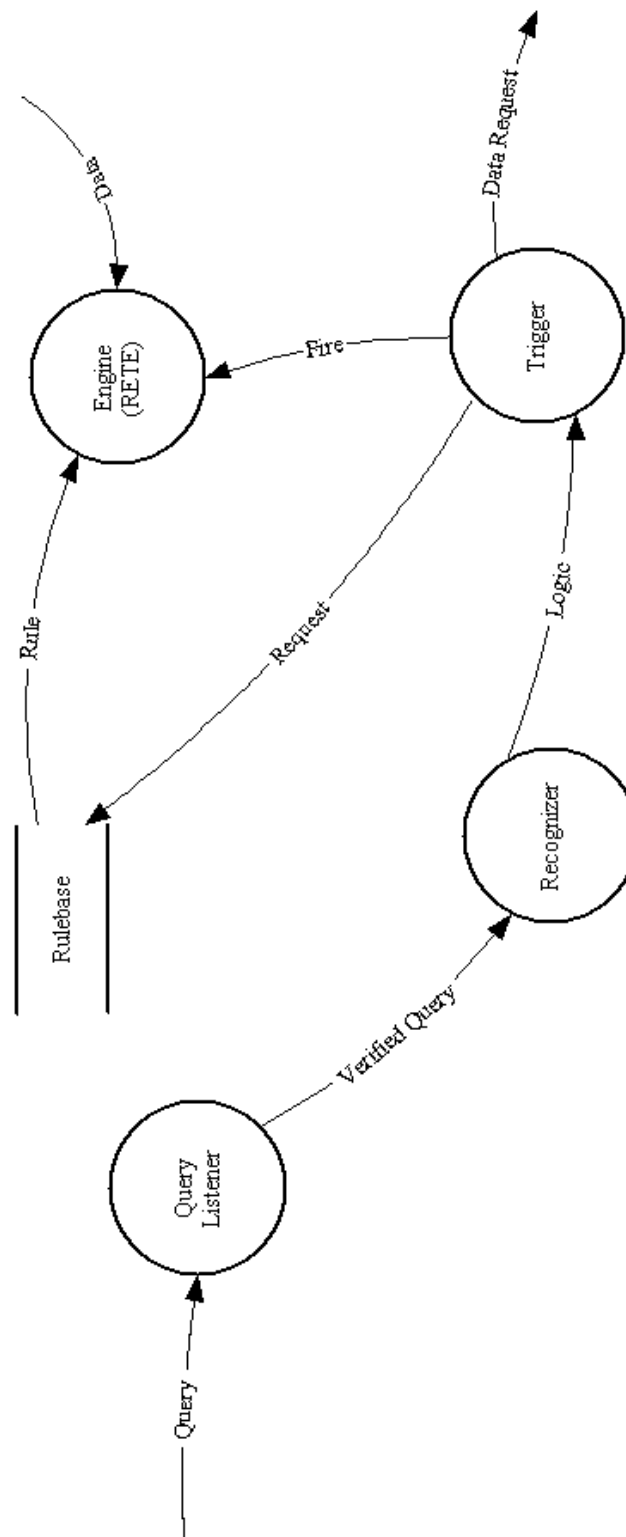 Query
Query
Listener
Verified Query
Recognizer
Logic
Trigger
Data Request
Request
Fire
Rulebase
Rule
Engine
(RETE)
Data